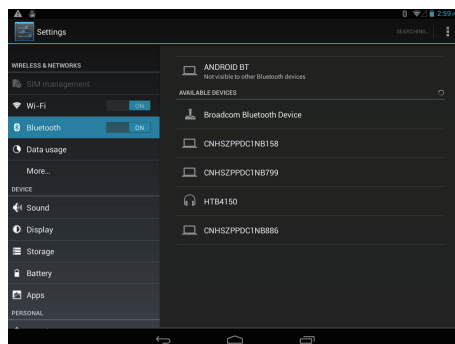 2:59
Settings
SEARCHING...
WIRELESS & NETWORKS
SIM management
Wi-Fi
ON
Bluetooth
ON
Data usage
More...
DEVICE
Sound
Display
Storage
Battery
Apps
PERSONAL
ANDROID BT
Not visible to other Bluetooth devices
AVAILABLE DEVICES
Broadcom Bluetooth Device
CNHSZPPDC1NB158
CNHSZPPDC1NB799
HTB4150
CNHSZPPDC1NB886